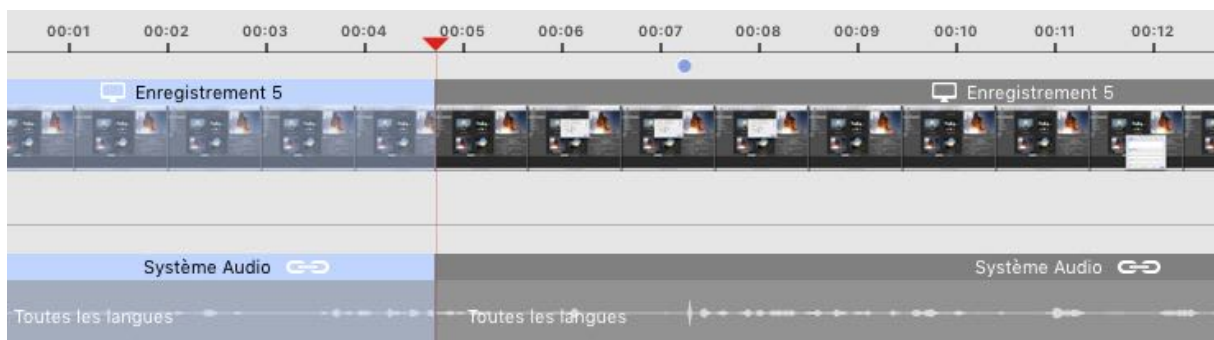 00:01 00:02 00:03 00:04 00:05 00:06 00:07 00:08 00:09 00:10 00:11 00:12
Enregistrement 5 Enregistrement 5
Système Audio Système Audio
Toutes les langues Toutes les langues